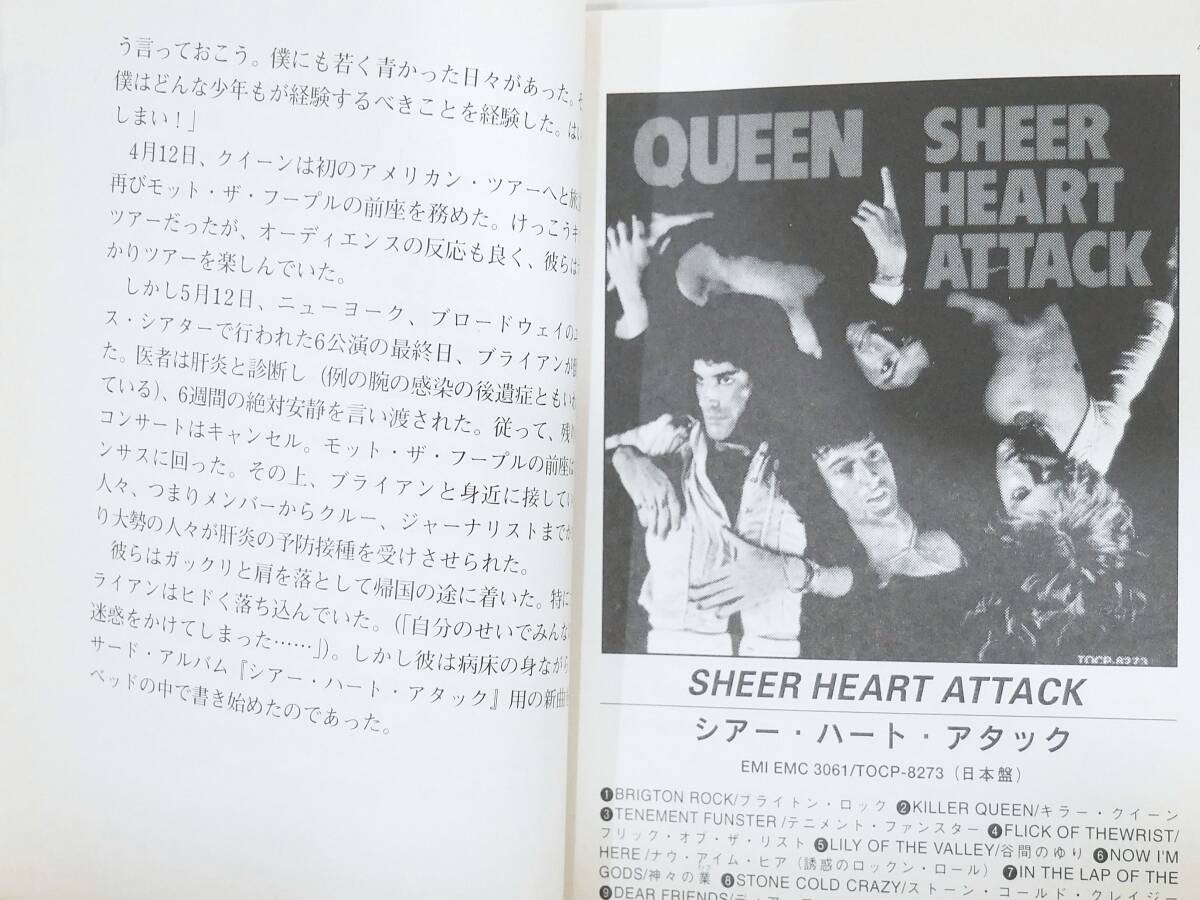 う言っておこう。僕にも若く青かった日々があった。
僕はどんな少年もが経験するべきことを経験した。はい
しまい！」
4月12日、クイーンは初のアメリカン・ツアーへと旅
再びモット・ザ・フープルの前座を務めた。けっこうキ
ツアーだったが、オーディエンスの反応も良く、彼らは
かりツアーを楽しんでいた。
しかし5月12日、ニューヨーク、ブロードウェイの
ス・シアターで行われた6公演の最終日、ブライアンが
た。医者は肝炎と診断し（例の腕の感染の後遺症ともいわ
ている）、6週間の絶対安静を言い渡された。従って、残
コンサートはキャンセル。モット・ザ・フープルの前座は
ンサスに回った。その上、ブライアンと身近に接してい
人々、つまりメンバーからクルー、ジャーナリストまでか
り大勢の人々が肝炎の予防接種を受けさせられた。
彼らはガックリと肩を落として帰国の途に着いた。特に
ライアンはヒドく落ち込んでいた。（「自分のせいでみんな
迷惑をかけてしまった……」）。しかし彼は病床の身ながら
サード・アルバム『シアー・ハート・アタック』用の新曲
ベッドの中で書き始めたのであった。
QUEEN
SHEER
HEART
ATTACK
TOCP-8273
SHEER HEART ATTACK
シアー・ハート・アタック
EMI EMC 3061/TOCP-8273（日本盤）
❶BRIGTON ROCK/ブライトン・ロック ❷KILLER QUEEN/キラー・クイーン
❸TENEMENT FUNSTER/テニメント・ファンスター ❹FLICK OF THEWRIST/
フリック・オブ・ザ・リスト ❺LILY OF THE VALLEY/谷間のゆり ❻NOW I'M
HERE/ナウ・アイム・ヒア（誘惑のロックン・ロール）❼IN THE LAP OF THE
GODS/神々の業 ❽STONE COLD CRAZY/ストーン・コールド・クレイジー
❾DEAR FRIENDS/